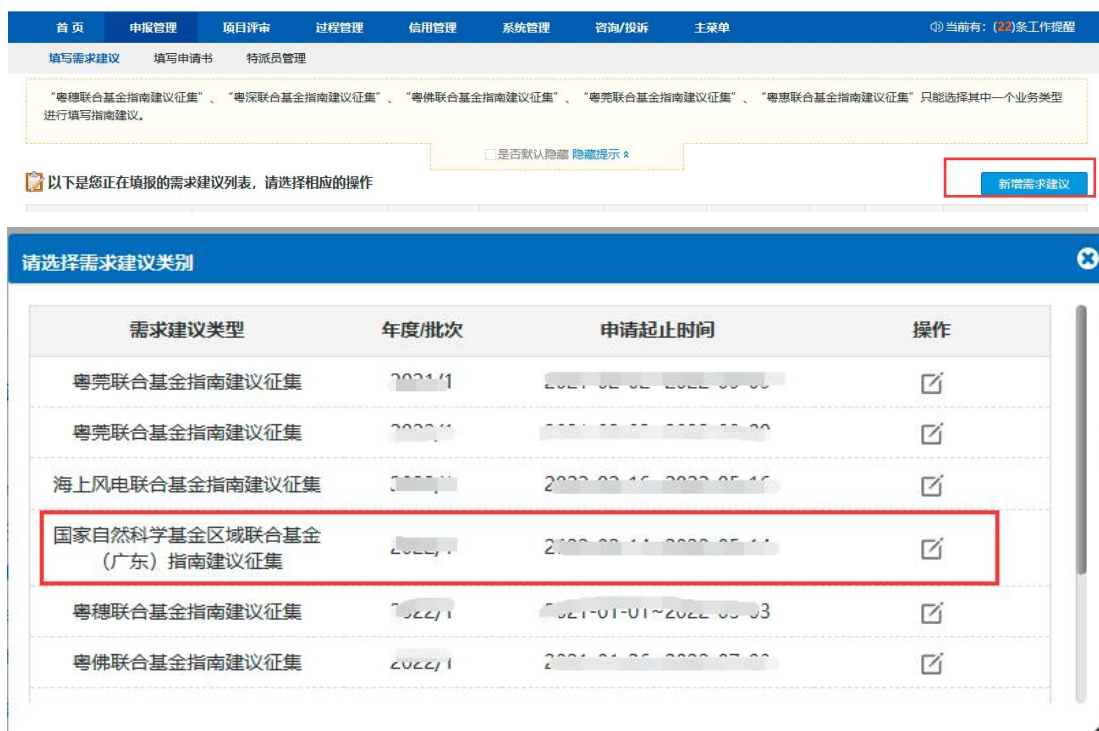 首页 申报管理 项目评审 过程管理 信用管理 系统管理 咨询/投诉 主菜单 当前有：(22)条工作提醒
填写需求建议 填写申请书 特派员管理
“粤穗联合基金指南建议征集”、“粤深联合基金指南建议征集”、“粤佛联合基金指南建议征集”、“粤莞联合基金指南建议征集”、“粤惠联合基金指南建议征集”只能选择其中一个业务类型
进行填写指南建议。
是否默认隐藏 隐藏提示
以下是您正在填报的需求建议列表，请选择相应的操作 新增需求建议
请选择需求建议类别
需求建议类型 年度/批次 申请起止时间 操作
粤莞联合基金指南建议征集
粤莞联合基金指南建议征集
海上风电联合基金指南建议征集
国家自然科学基金区域联合基金
（广东）指南建议征集
粤穗联合基金指南建议征集
粤佛联合基金指南建议征集